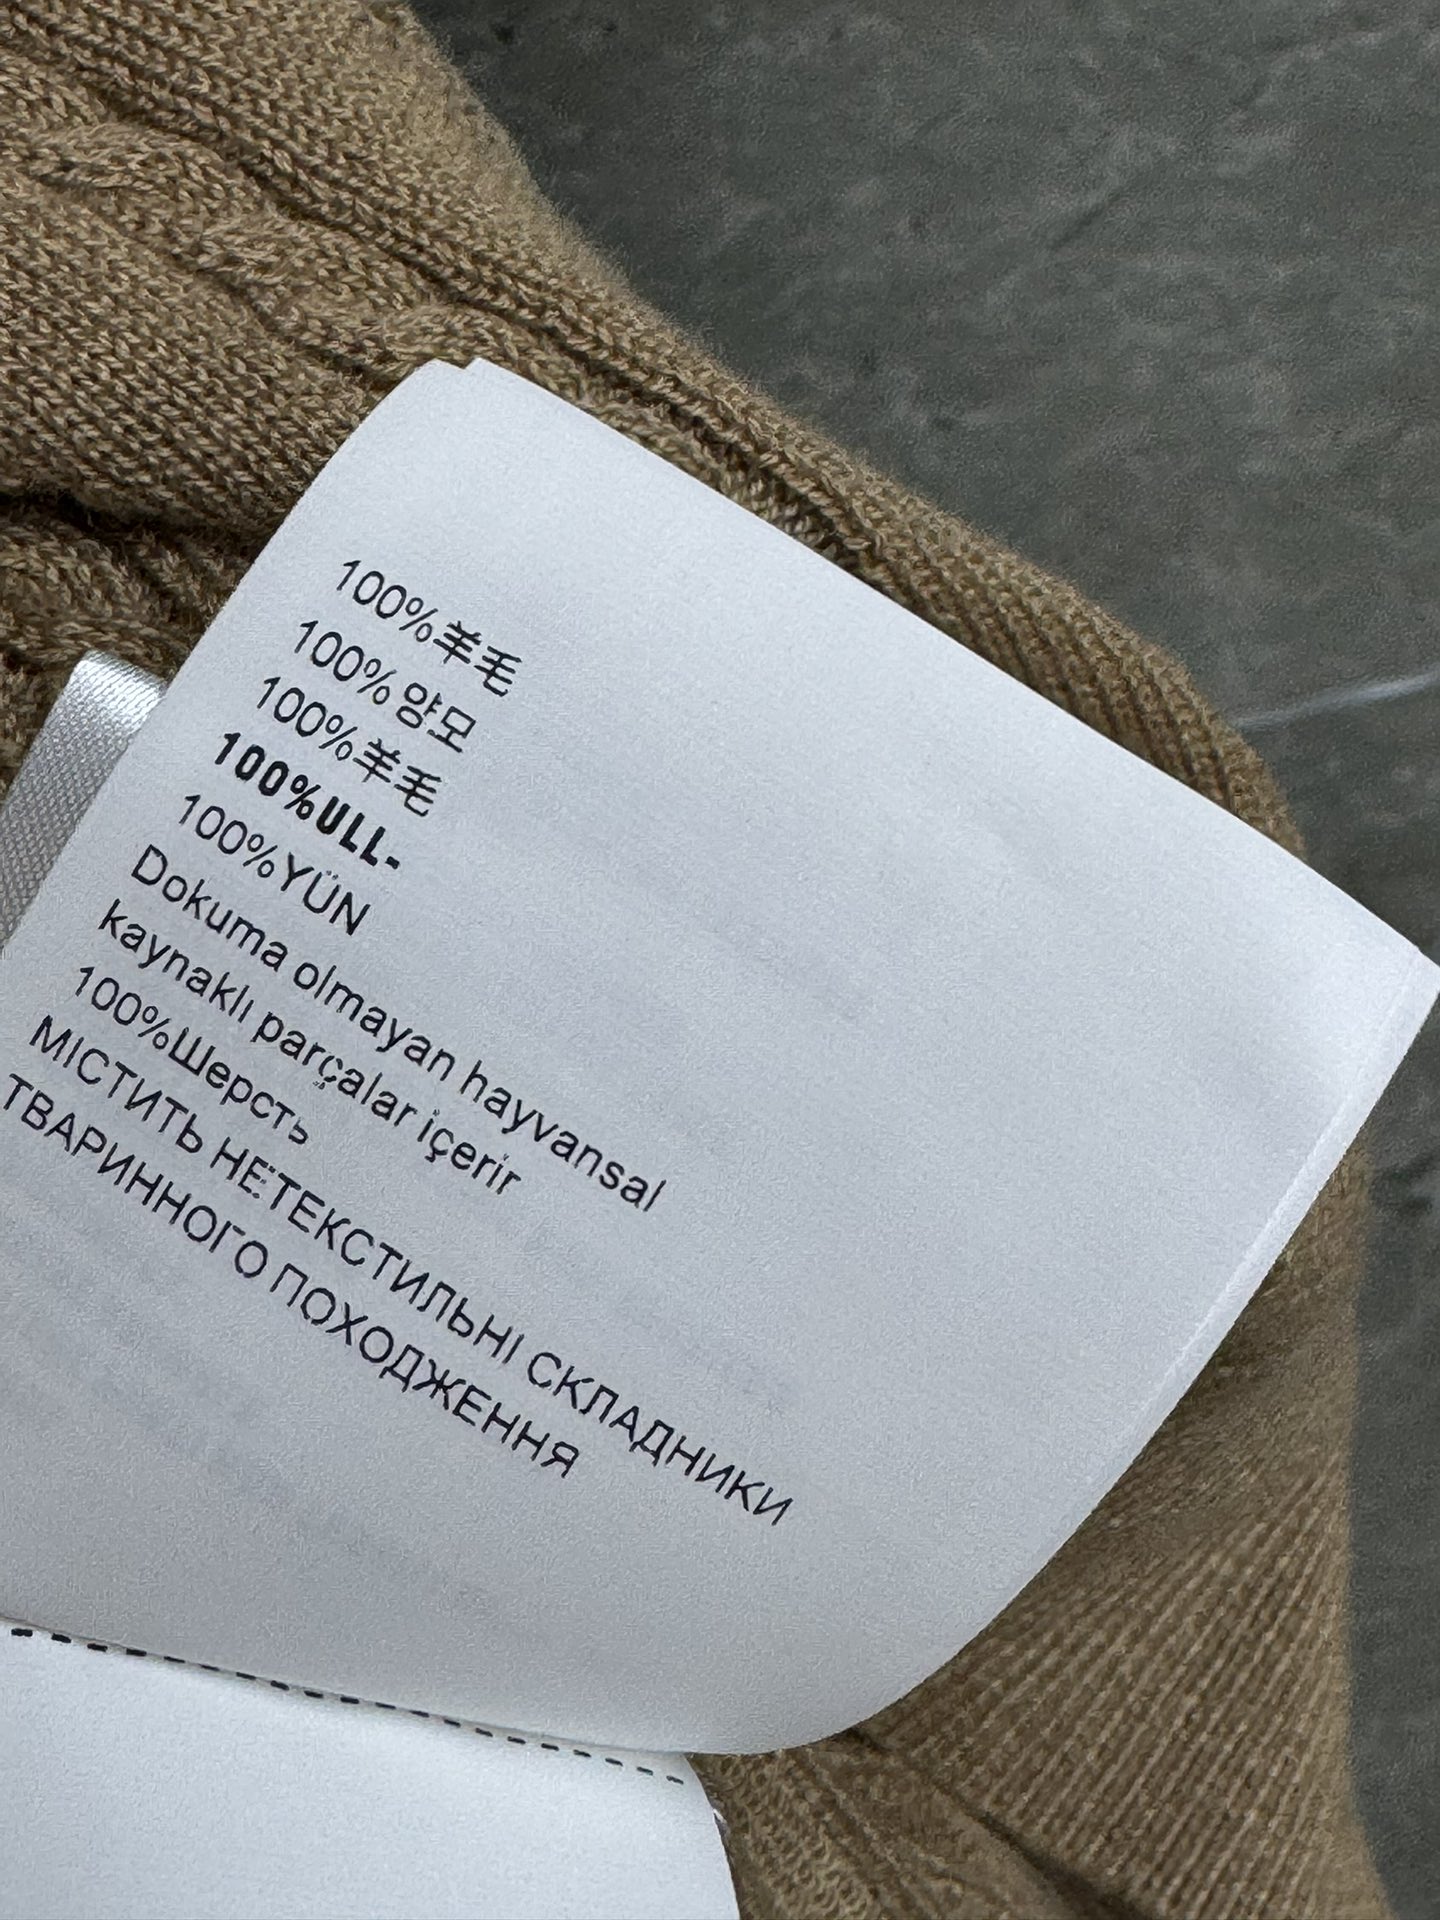 100%羊毛
100%양모
100%羊毛
100%ULL-
100%YÜN
Dokuma olmayan hayvansal
kaynaklı parçalar içerir
100%Шерсть
МІСТИТЬ НЕТЕКСТИЛЬНІ СКЛАДНИКИ
ТВАРИННОГО ПОХОДЖЕННЯ